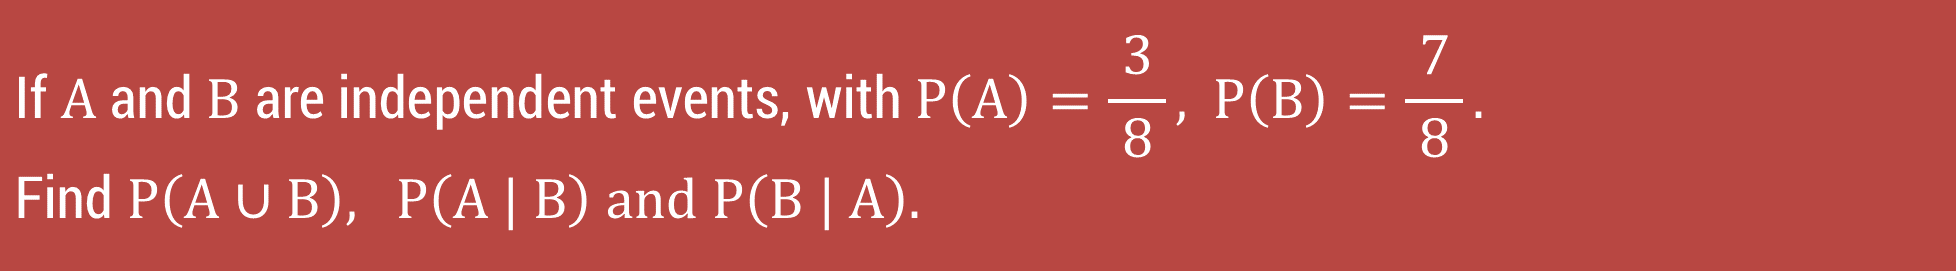 If A and B are independent events, with P(A) = 3/8, P(B) = 7/8.
Find P(A ∪ B), P(A | B) and P(B | A).